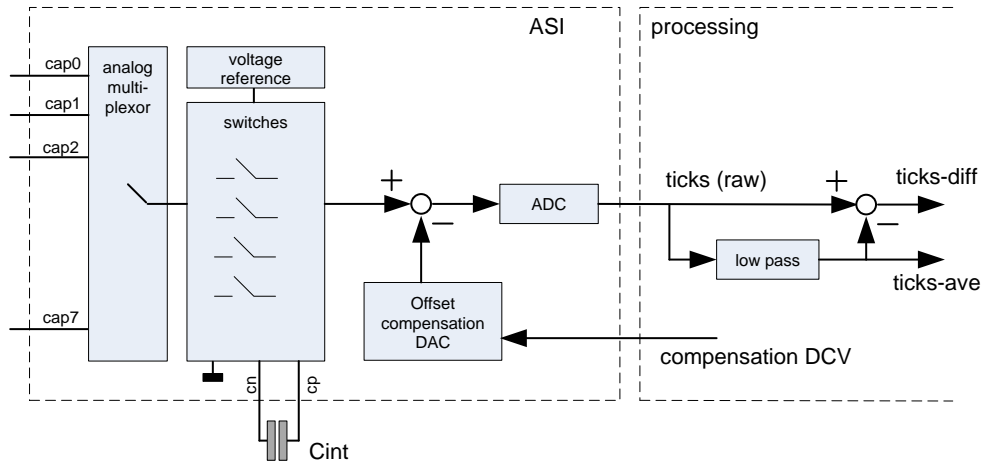 ASI
processing
cap0
cap1
cap2
cap7
analog
multi-
plexor
voltage
reference
switches
cn
cp
Cint
+
−
ADC
Offset
compensation
DAC
ticks (raw)
+
−
ticks-diff
low pass
ticks-ave
compensation DCV